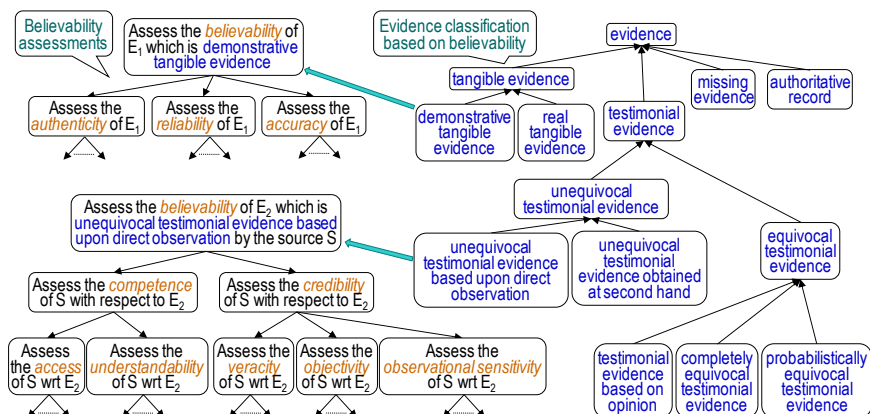 Believability
assessments
Assess the believability of
E1 which is demonstrative
tangible evidence
Assess the
authenticity of E1
Assess the
reliability of E1
Assess the
accuracy of E1
Evidence classification
based on believability
evidence
tangible evidence
missing
evidence
authoritative
record
demonstrative
tangible
evidence
real
tangible
evidence
testimonial
evidence
Assess the believability of E2 which is
unequivocal testimonial evidence based
upon direct observation by the source S
unequivocal
testimonial evidence
unequivocal
testimonial evidence
based upon direct
observation
unequivocal
testimonial
evidence obtained
at second hand
equivocal
testimonial
evidence
Assess the competence
of S with respect to E2
Assess the credibility
of S with respect to E2
Assess
the access
of S wrt E2
Assess the
understandability
of S wrt E2
Assess the
veracity
of S wrt E2
Assess the
objectivity
of S wrt E2
Assess the
observational sensitivity
of S wrt E2
testimonial
evidence
based on
opinion
completely
equivocal
testimonial
evidence
probabilistically
equivocal
testimonial
evidence